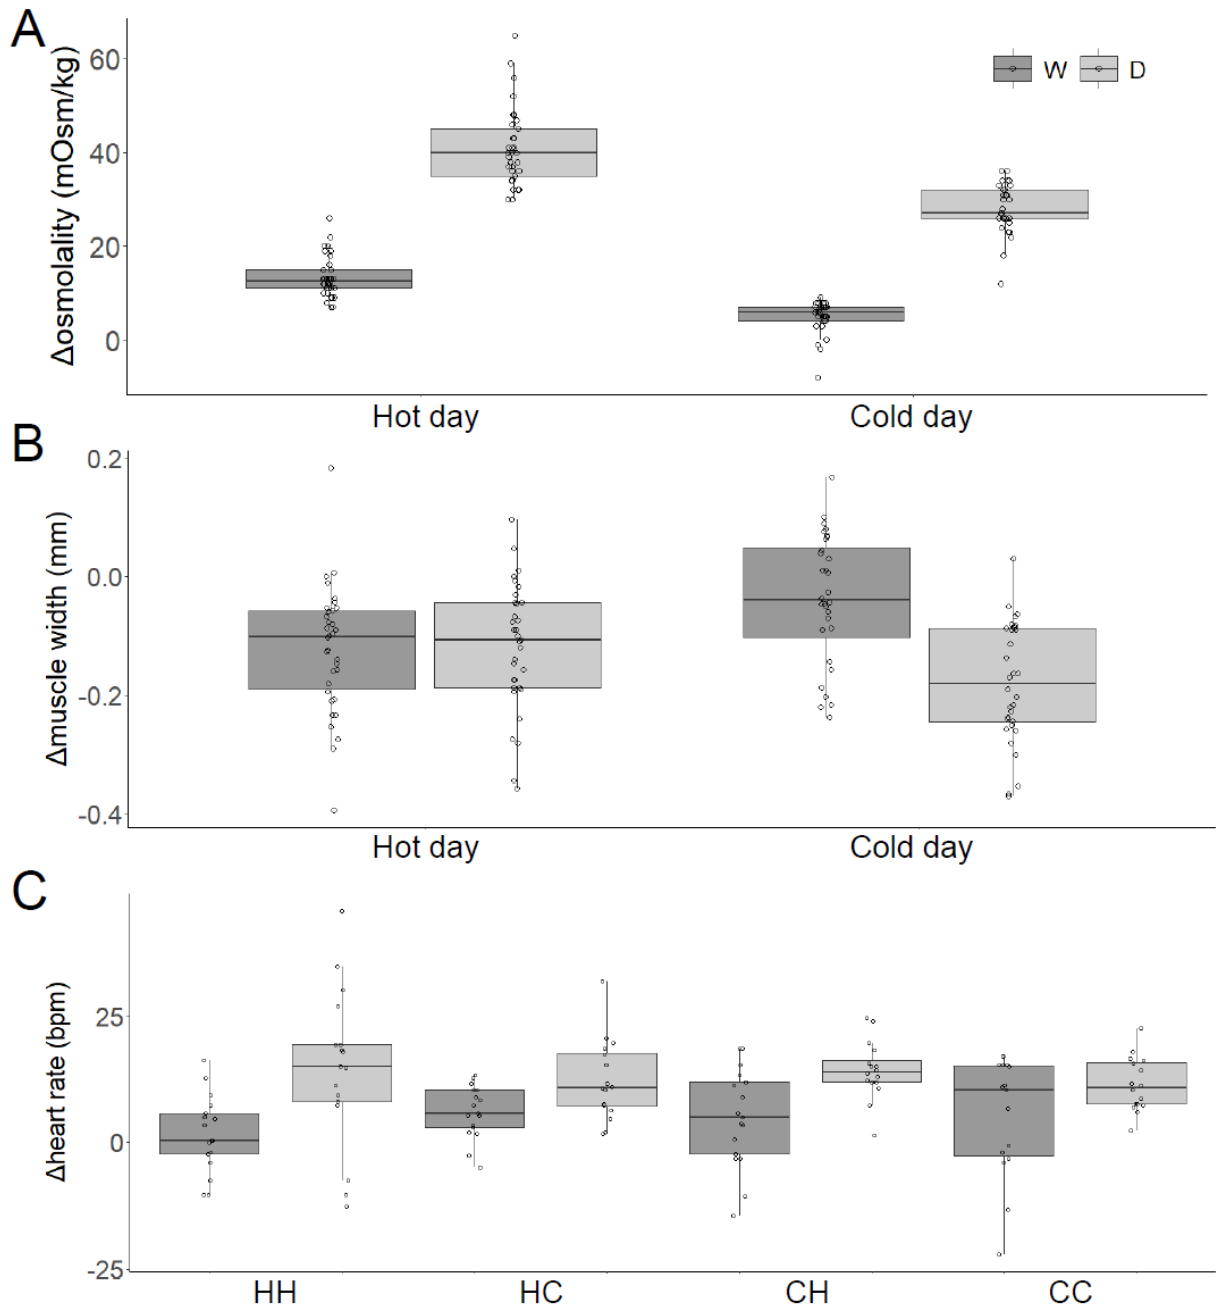 A
Δosmolality (mOsm/kg)
60
40
20
0
W D
Hot day Cold day
B
Δmuscle width (mm)
0.2
0.0
-0.2
-0.4
Hot day Cold day
C
Δheart rate (bpm)
25
0
-25
HH HC CH CC